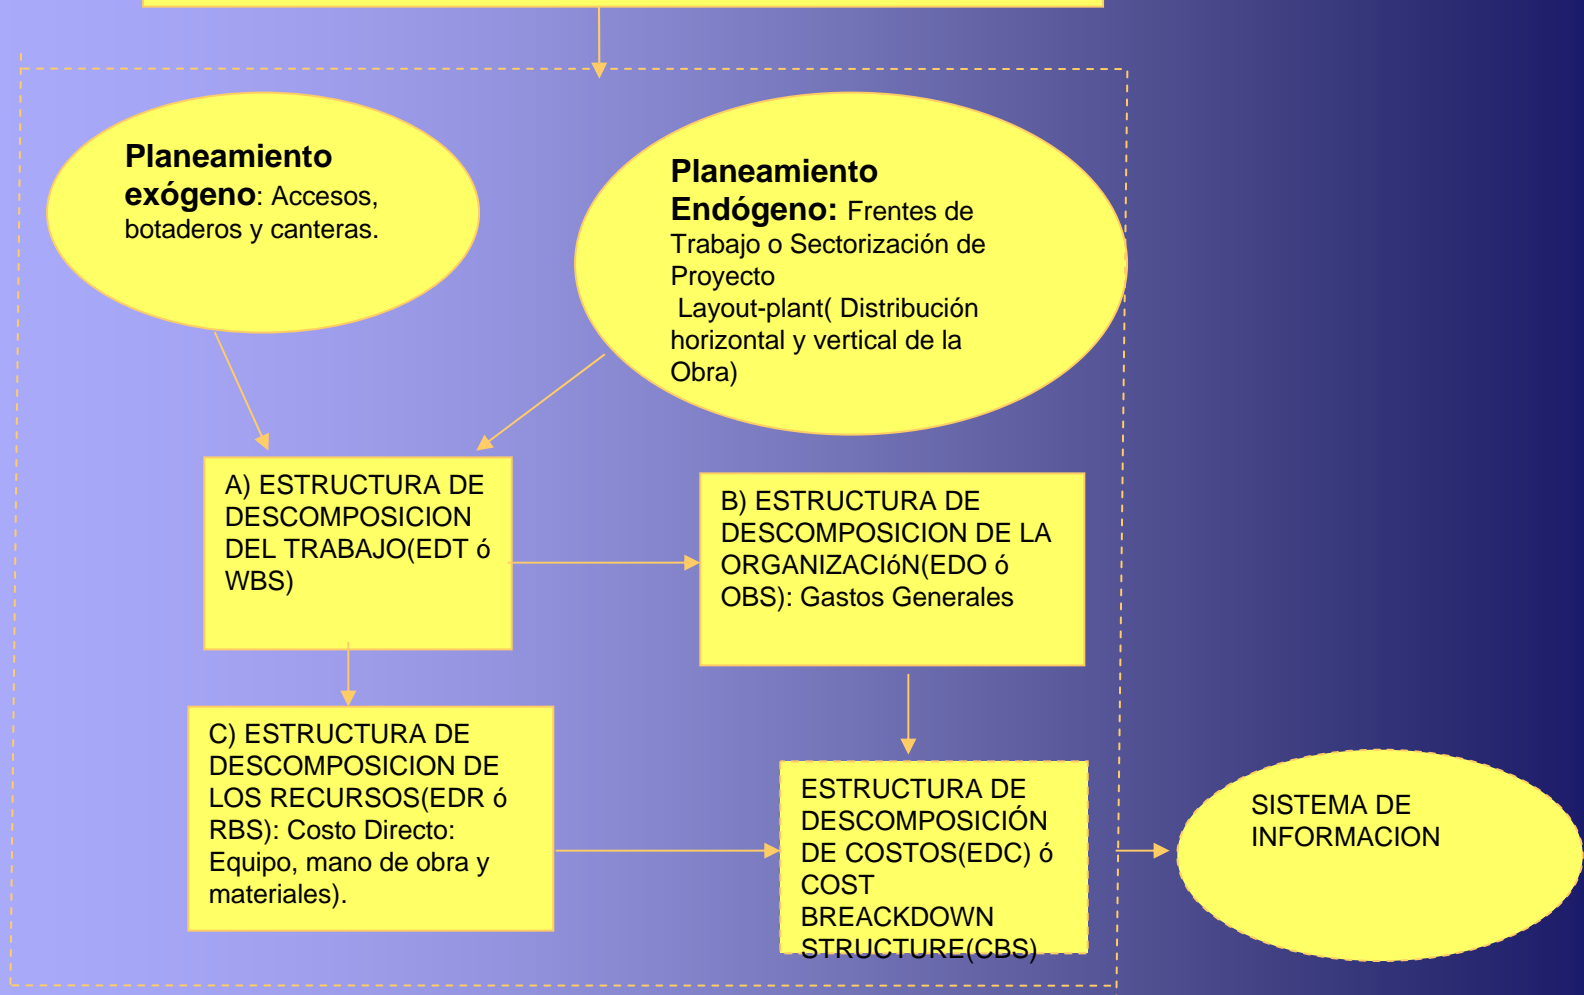 Planeamiento
exógeno: Accesos,
botaderos y canteras.
Planeamiento
Endógeno: Frentes de
Trabajo o Sectorización de
Proyecto
Layout-plant( Distribución
horizontal y vertical de la
Obra)
A) ESTRUCTURA DE
DESCOMPOSICION
DEL TRABAJO(EDT ó
WBS)
B) ESTRUCTURA DE
DESCOMPOSICION DE LA
ORGANIZACIóN(EDO ó
OBS): Gastos Generales
C) ESTRUCTURA DE
DESCOMPOSICION DE
LOS RECURSOS(EDR ó
RBS): Costo Directo:
Equipo, mano de obra y
materiales).
ESTRUCTURA DE
DESCOMPOSICIÓN
DE COSTOS(EDC) ó
COST
BREACKDOWN
STRUCTURE(CBS)
SISTEMA DE
INFORMACION